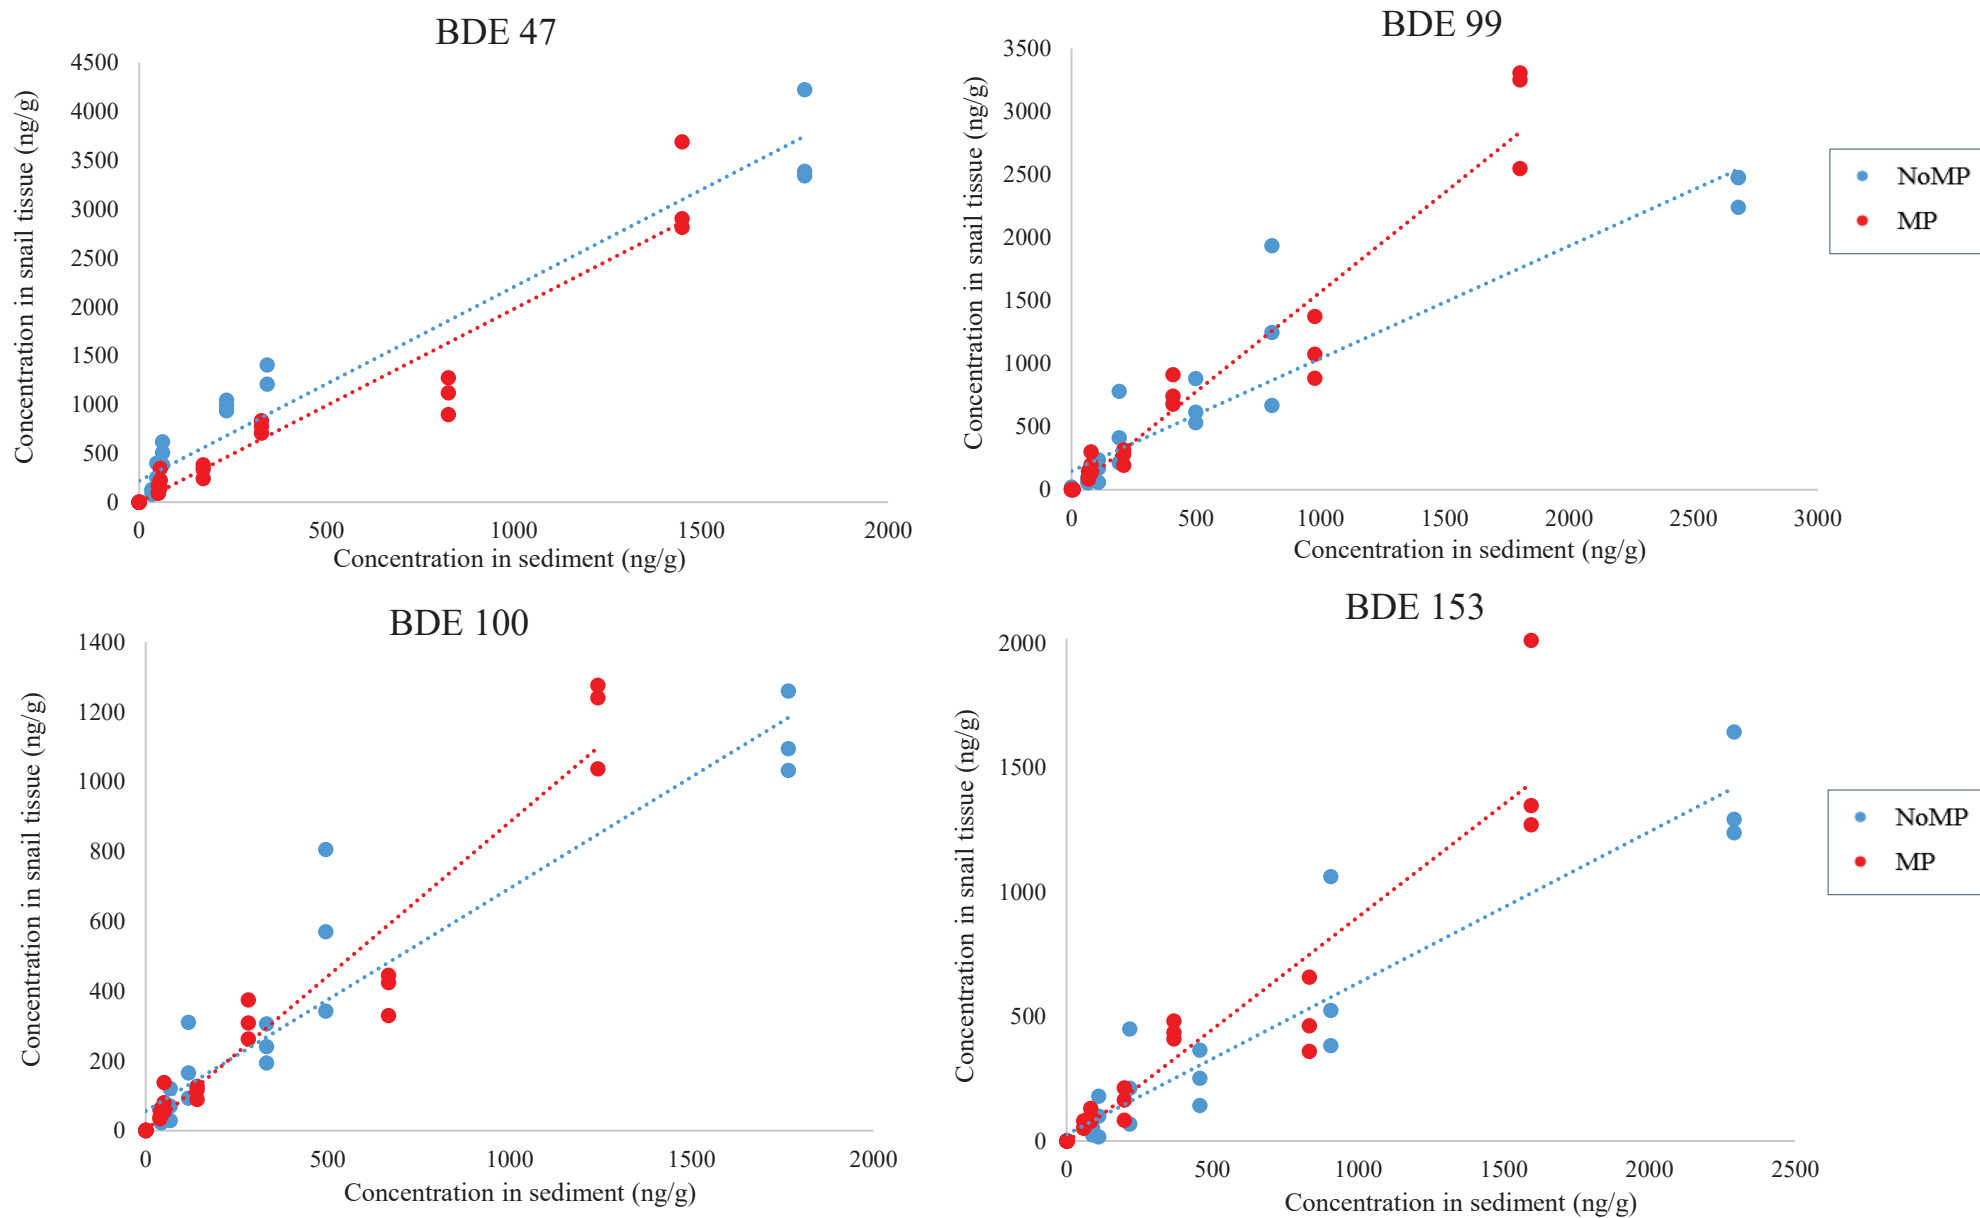 BDE 47
Concentration in snail tissue (ng/g)
4500
4000
3500
3000
2500
2000
1500
1000
500
0
0 500 1000 1500 2000
Concentration in sediment (ng/g)
BDE 99
Concentration in snail tissue (ng/g)
3500
3000
2500
2000
1500
1000
500
0
0 500 1000 1500 2000 2500 3000
Concentration in sediment (ng/g)
NoMP
MP
BDE 100
Concentration in snail tissue (ng/g)
1400
1200
1000
800
600
400
200
0
0 500 1000 1500 2000
Concentration in sediment (ng/g)
BDE 153
Concentration in snail tissue (ng/g)
2000
1500
1000
500
0
0 500 1000 1500 2000 2500
Concentration in sediment (ng/g)
NoMP
MP